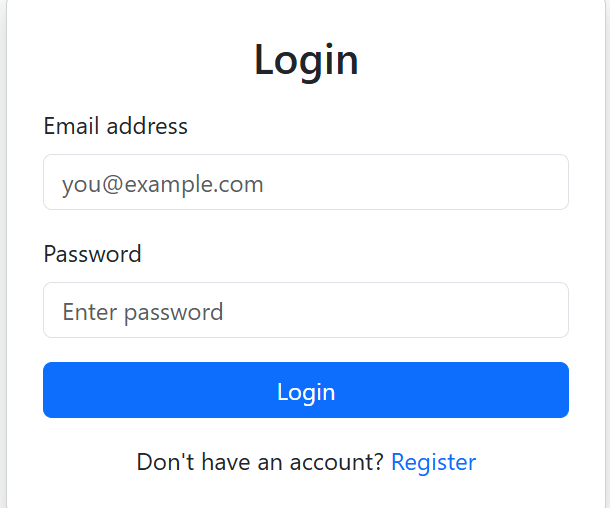 Login
Email address
you@example.com
Password
Enter password
Login
Don't have an account? Register